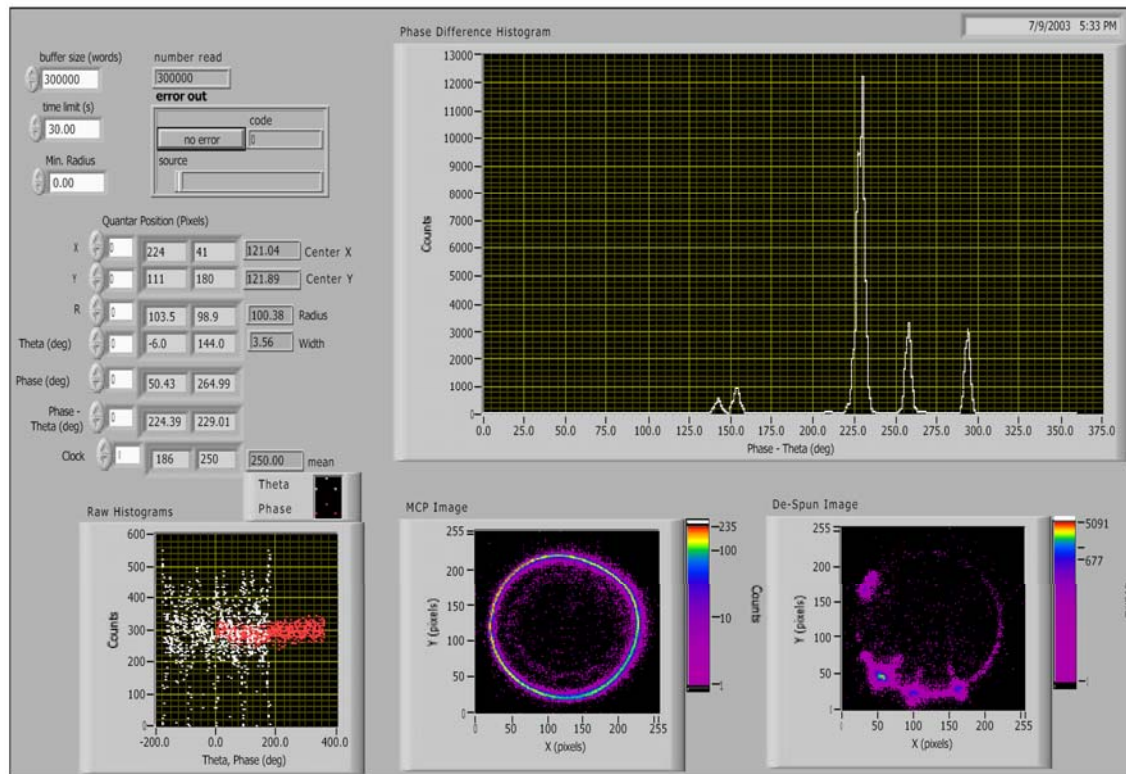 Phase Difference Histogram
7/9/2003 5:33 PM
buffer size (words)
number read
300000
300000
error out
time limit (s)
30.00
code
no error
0
source
Min. Radius
0.00
Quantar Position (Pixels)
X 0 224 41 121.04 Center X
Y 0 111 180 121.89 Center Y
R 0 103.5 98.9 100.38 Radius
Theta (deg) 0 -6.0 144.0 3.56 Width
Phase (deg) 0 50.43 264.99
Phase -
Theta (deg) 0 224.39 229.01
Clock 186 250 250.00 mean
Theta
Phase
Counts
13000
12000
11000
10000
9000
8000
7000
6000
5000
4000
3000
2000
1000
0
0.0 25.0 50.0 75.0 100.0 125.0 150.0 175.0 200.0 225.0 250.0 275.0 300.0 325.0 350.0 375.0
Phase - Theta (deg)
Raw Histograms
Counts
600
500
400
300
200
100
0
-200.0 0.0 200.0 400.0
Theta, Phase (deg)
MCP Image
Y (pixels)
255
200
150
100
50
0
0 50 100 150 200 255
X (pixels)
235
100
10
1
Counts
De-Spun Image
Y (pixels)
255
200
150
100
50
0
0 50 100 150 200 255
X (pixels)
5091
677
1